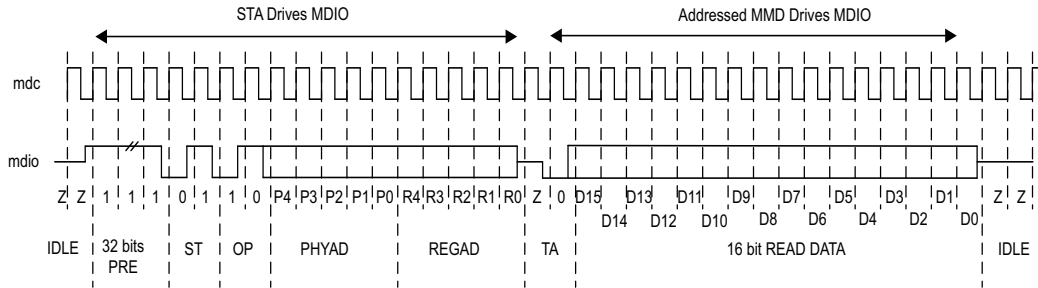 STA Drives MDIO
Addressed MMD Drives MDIO
mdc
mdio
Z Z 1 1 1 0 1 1 0 P4 P3 P2 P1 P0 R4 R3 R2 R1 R0 Z 0 D15 D13 D11 D9 D7 D5 D3 D1 Z Z
D14 D12 D10 D8 D6 D4 D2 D0
IDLE 32 bits ST OP PHYAD REGAD TA 16 bit READ DATA IDLE
PRE